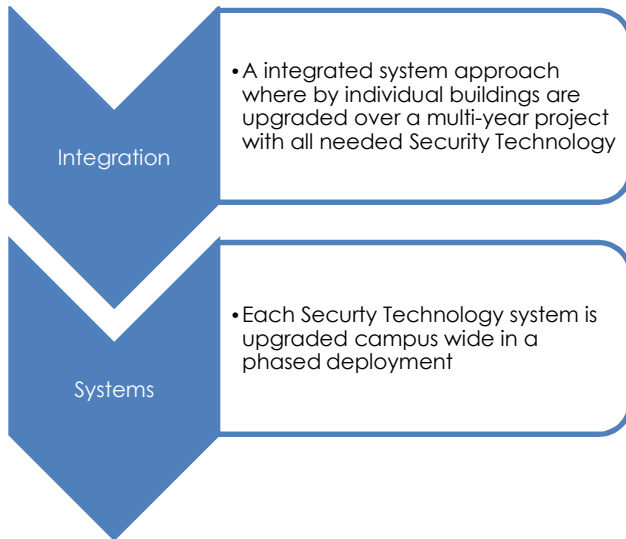 Integration
•A integrated system approach
where by individual buildings are
upgraded over a multi-year project
with all needed Security Technology
Systems
•Each Securty Technology system is
upgraded campus wide in a
phased deployment